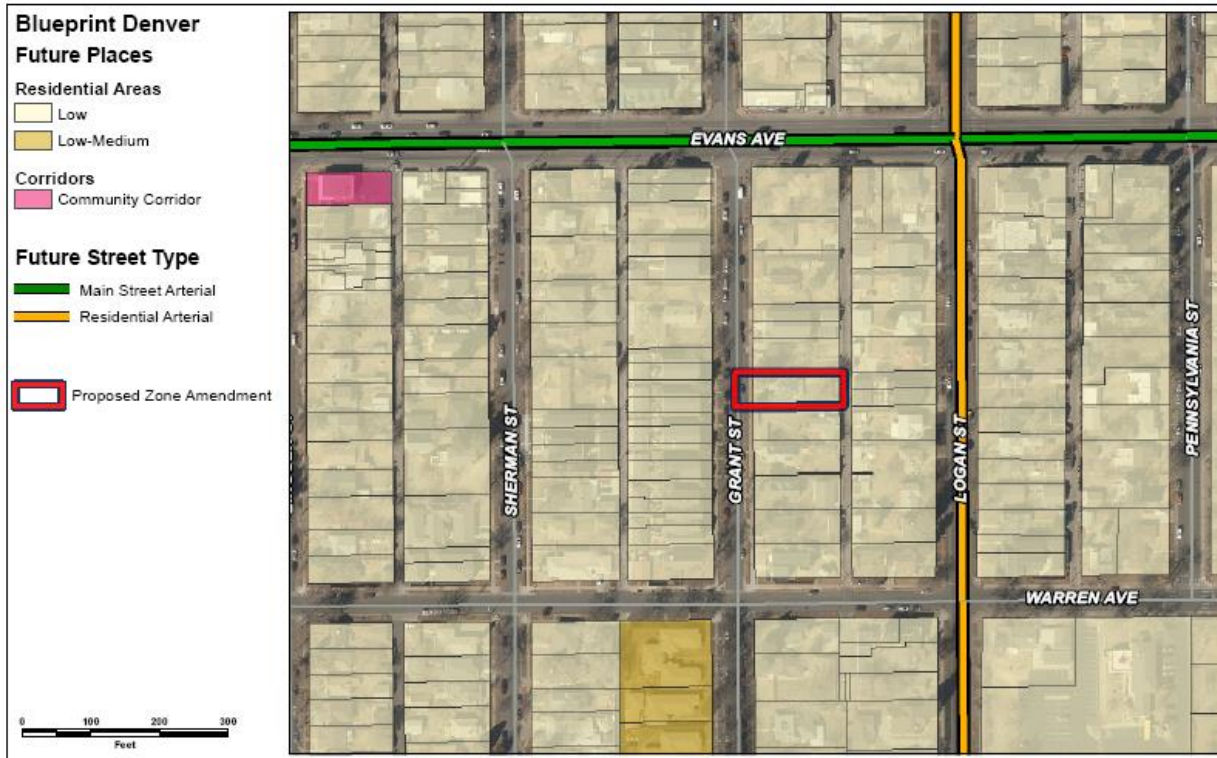 Blueprint Denver
Future Places
Residential Areas
Low
Low-Medium
Corridors
Community Corridor
Future Street Type
Main Street Arterial
Residential Arterial
Proposed Zone Amendment
0 100 200 300
Feet
EVANS AVE
SHERMAN ST
GRANT ST
LOGAN ST
PENNSYLVANIA ST
WARREN AVE